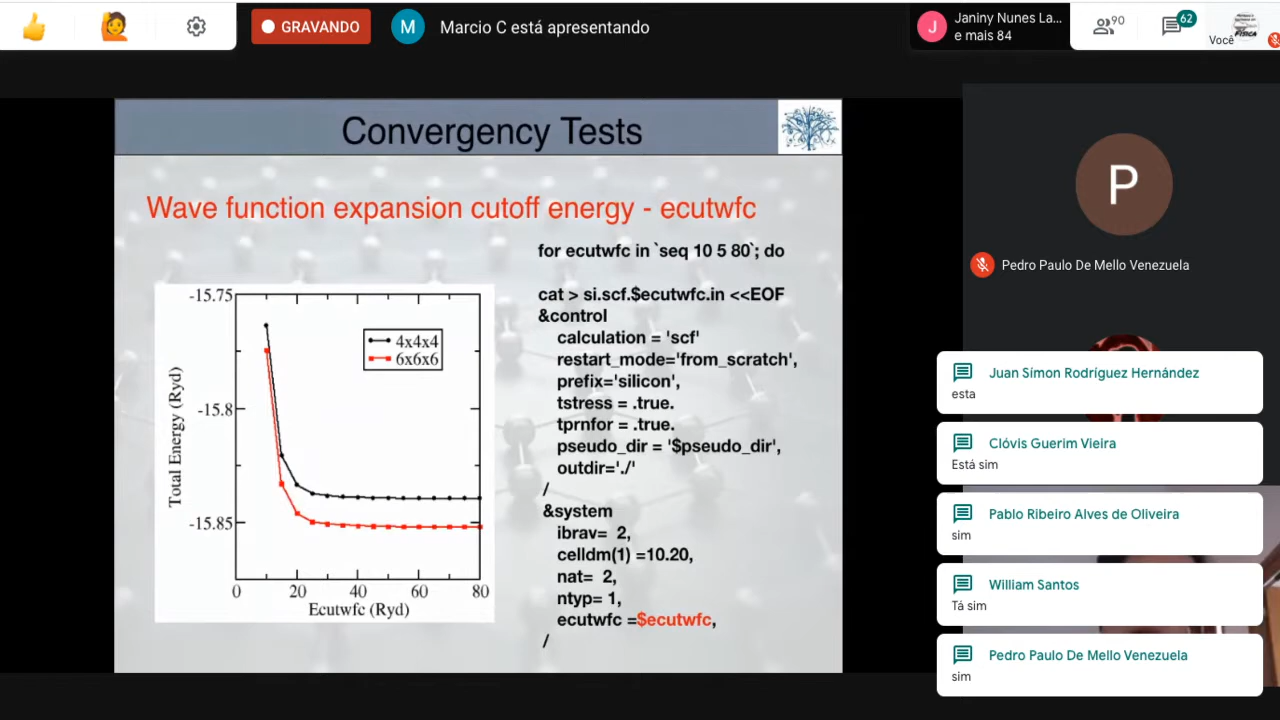 GRAVANDO
M
Marcio C está apresentando
J
Janiny Nunes La...
e mais 84
90
62
Você
FÍSICA
Convergency Tests
Wave function expansion cutoff energy - ecutwfc
-15.75
-15.8
-15.85
Total Energy (Ryd)
4x4x4
6x6x6
0 20 40 60 80
Ecutwfc (Ryd)
for ecutwfc in `seq 10 5 80`; do
cat > si.scf.$ecutwfc.in <<EOF
&control
calculation = 'scf'
restart_mode='from_scratch',
prefix='silicon',
tstress = .true.
tprnfor = .true.
pseudo_dir = '$pseudo_dir',
outdir='./'
/
&system
ibrav= 2,
celldm(1) =10.20,
nat= 2,
ntyp= 1,
ecutwfc =$ecutwfc,
/
P
Pedro Paulo De Mello Venezuela
Juan Símon Rodríguez Hernández
esta
Clóvis Guerim Vieira
Está sim
Pablo Ribeiro Alves de Oliveira
sim
William Santos
Tá sim
Pedro Paulo De Mello Venezuela
sim